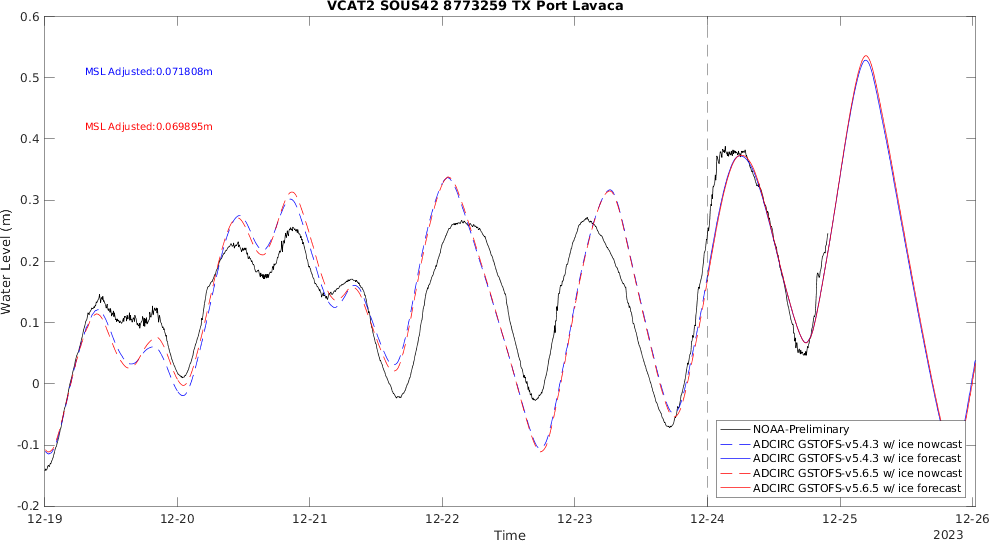 VCAT2 SOUS42 8773259 TX Port Lavaca
0.6
0.5
0.4
0.3
0.2
0.1
0
-0.1
-0.2
Water Level (m)
MSL Adjusted:0.071808m
MSL Adjusted:0.069895m
NOAA-Preliminary
ADCIRC GSTOFS-v5.4.3 w/ ice nowcast
ADCIRC GSTOFS-v5.4.3 w/ ice forecast
ADCIRC GSTOFS-v5.6.5 w/ ice nowcast
ADCIRC GSTOFS-v5.6.5 w/ ice forecast
12-19 12-20 12-21 12-22 12-23 12-24 12-25 12-26
Time
2023